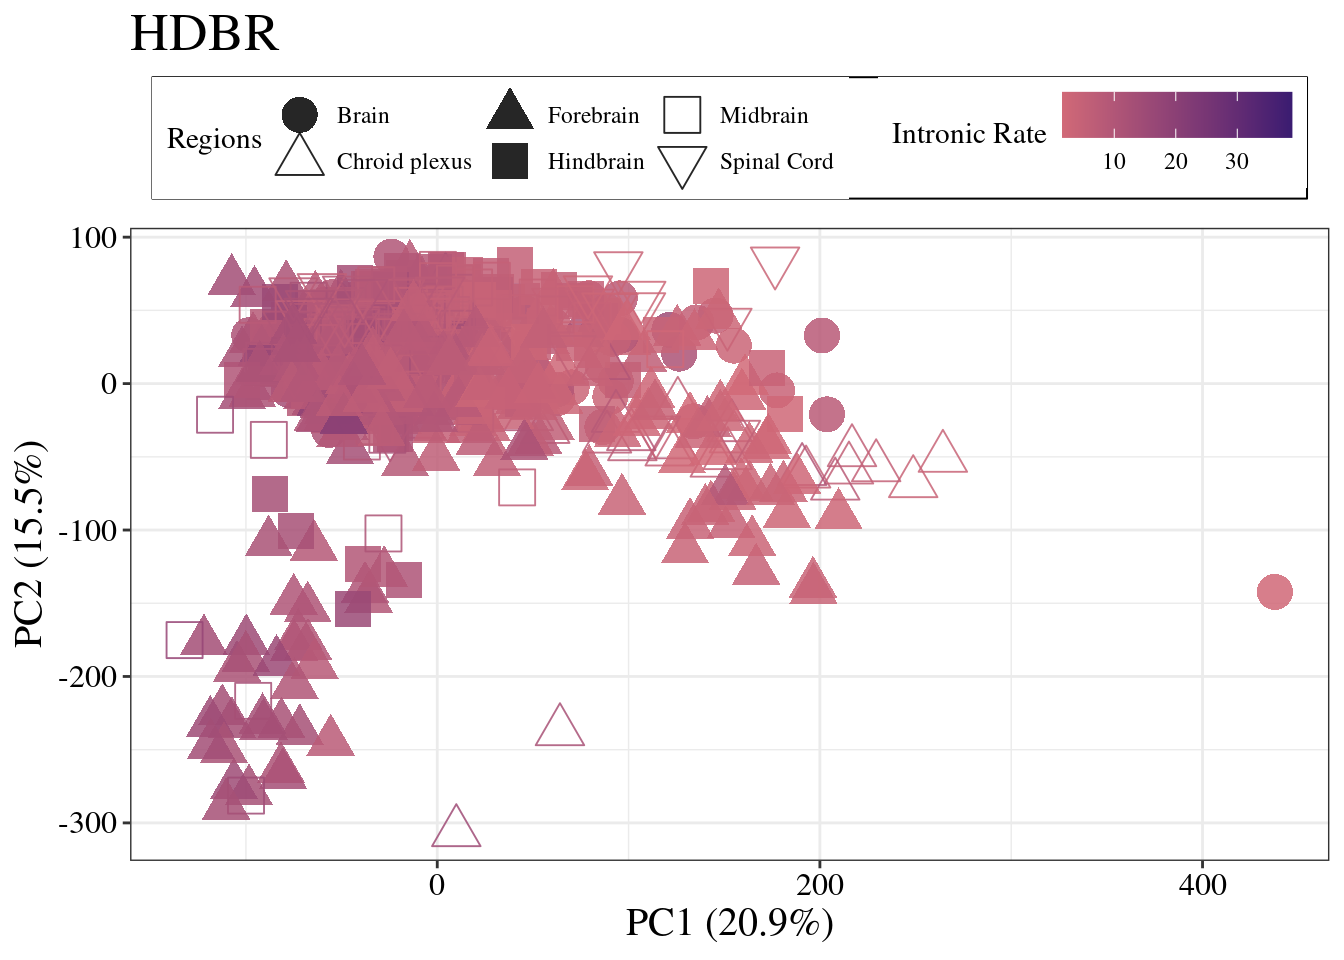 HDBR
Regions
Brain
Forebrain
Midbrain
Chroid plexus
Hindbrain
Spinal Cord
Intronic Rate
10 20 30
PC2 (15.5%)
100
0
-100
-200
-300
0 200 400
PC1 (20.9%)